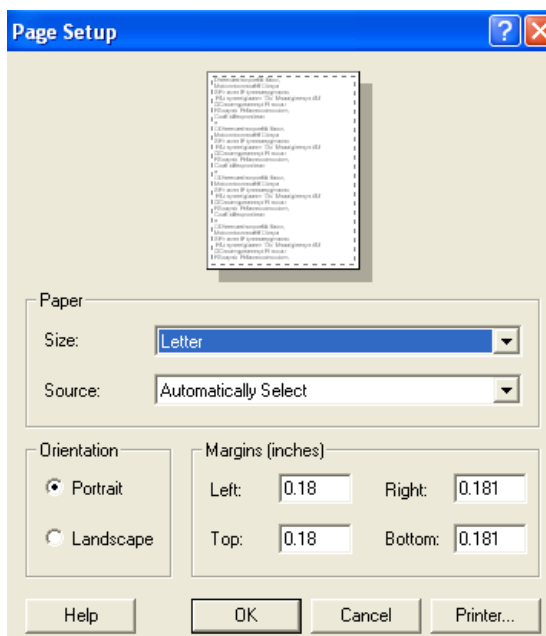 Page Setup
Paper
Size: Letter
Source: Automatically Select
Orientation
Portrait
Landscape
Margins (inches)
Left: 0.18 Right: 0.181
Top: 0.18 Bottom: 0.181
Help OK Cancel Printer...